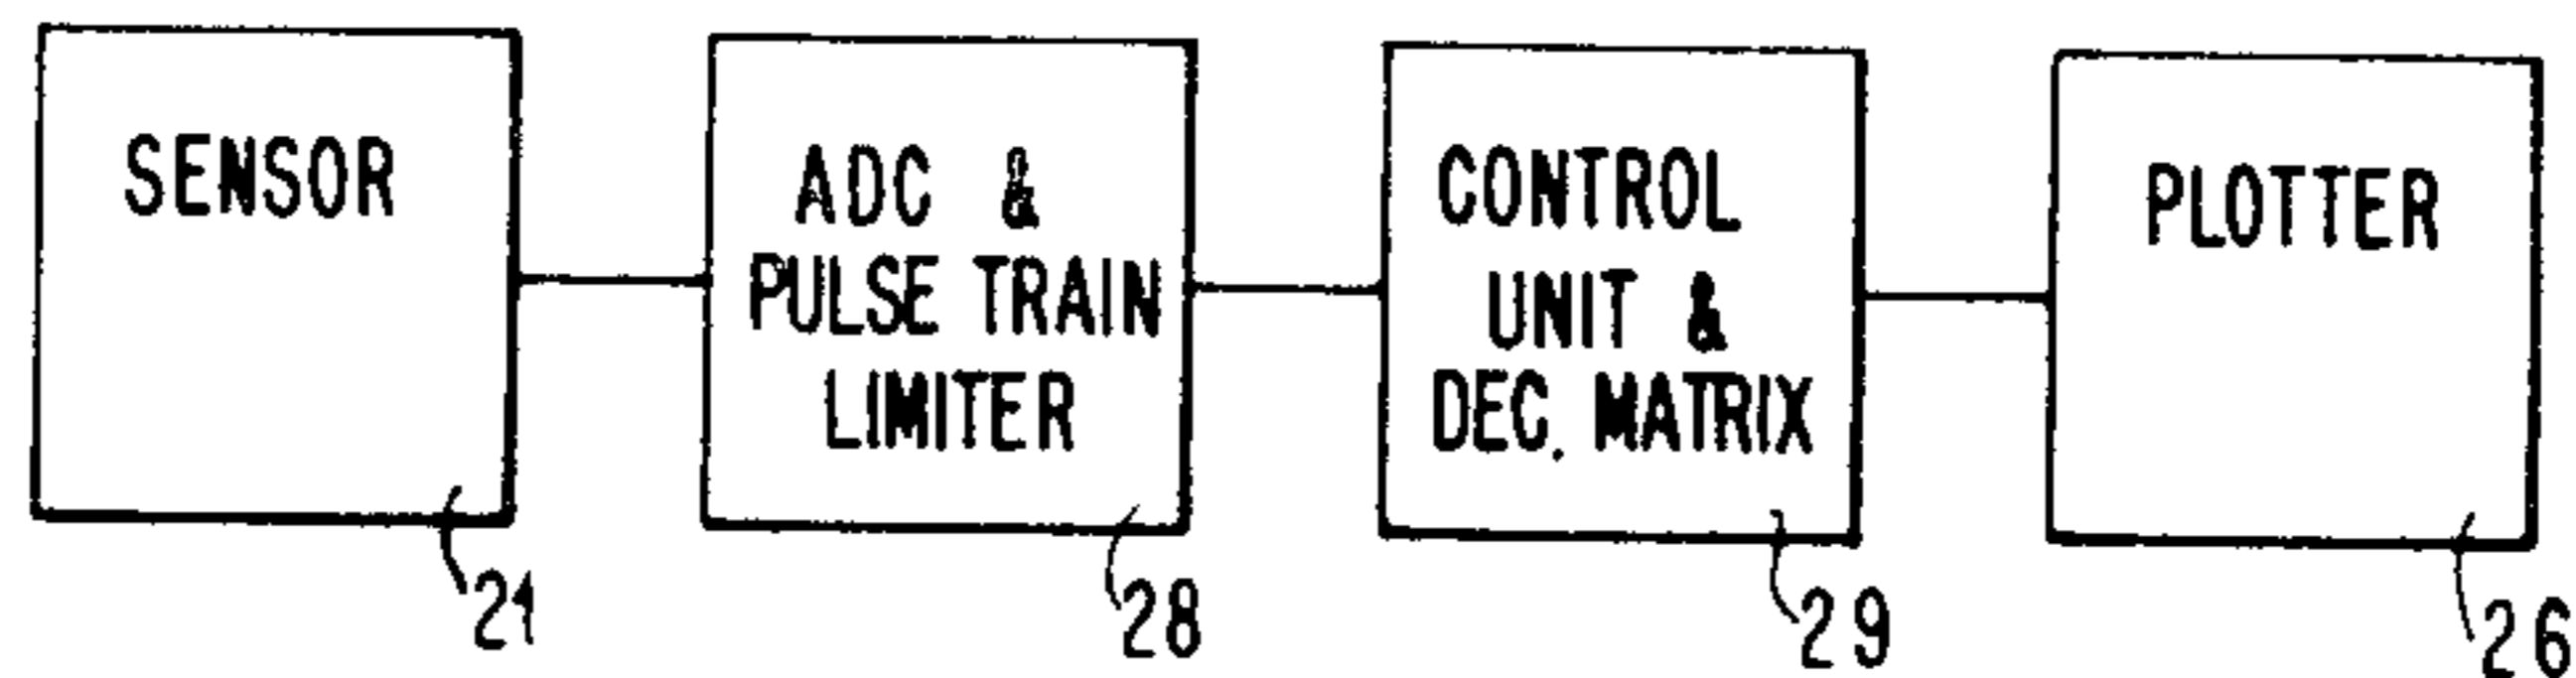 SENSOR
ADC &
PULSE TRAIN
LIMITER
CONTROL
UNIT &
DEC. MATRIX
PLOTTER
21
28
29
26